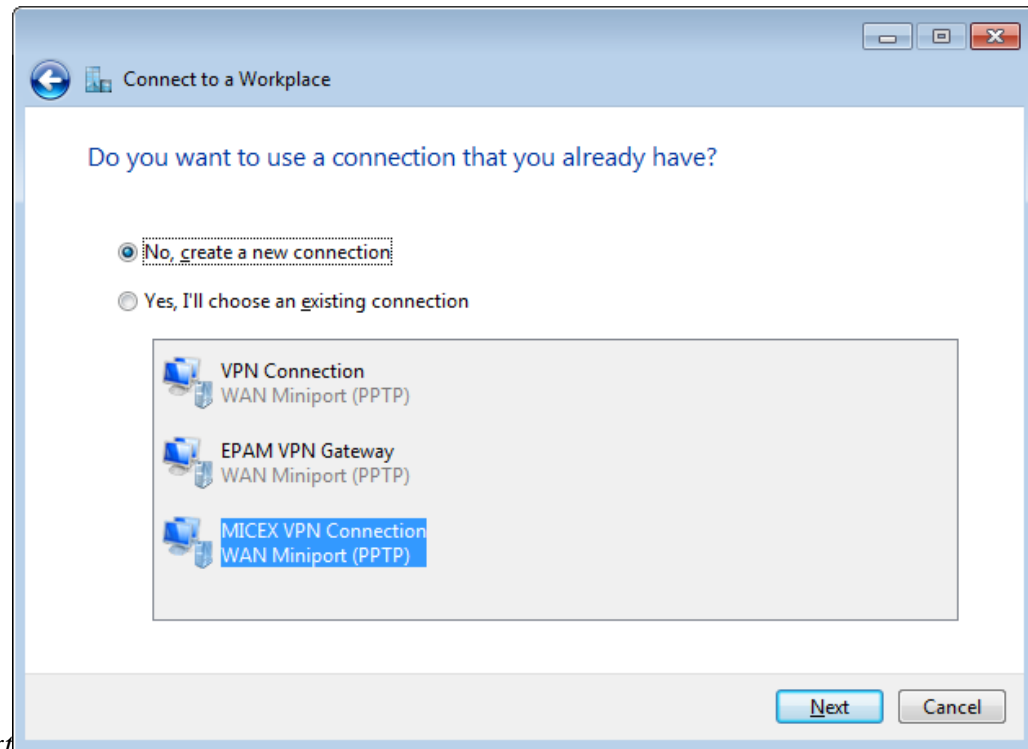 Connect to a Workplace
Do you want to use a connection that you already have?
No, create a new connection
Yes, I'll choose an existing connection
VPN Connection
WAN Miniport (PPTP)
EPAM VPN Gateway
WAN Miniport (PPTP)
MICEX VPN Connection
WAN Miniport (PPTP)
Next
Cancel